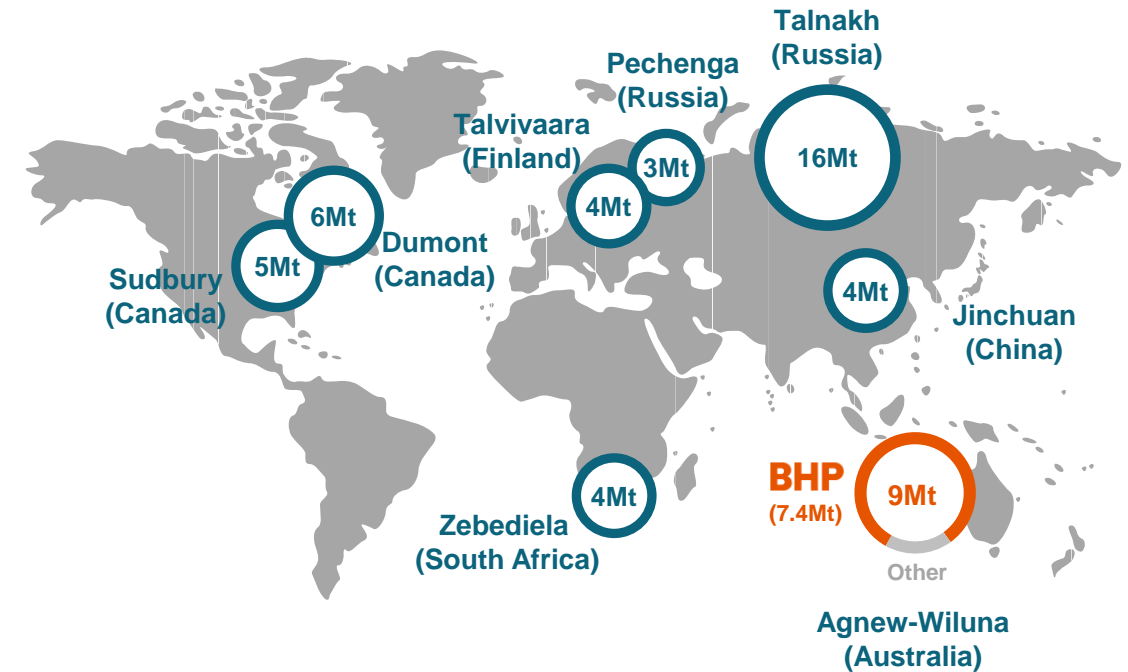 Talnakh
(Russia)
16Mt
Pechenga
(Russia)
3Mt
Talvivaara
(Finland)
4Mt
6Mt
Dumont
(Canada)
5Mt
Sudbury
(Canada)
4Mt
Jinchuan
(China)
4Mt
Zebediela
(South Africa)
BHP
(7.4Mt)
9Mt
Other
Agnew-Wiluna
(Australia)